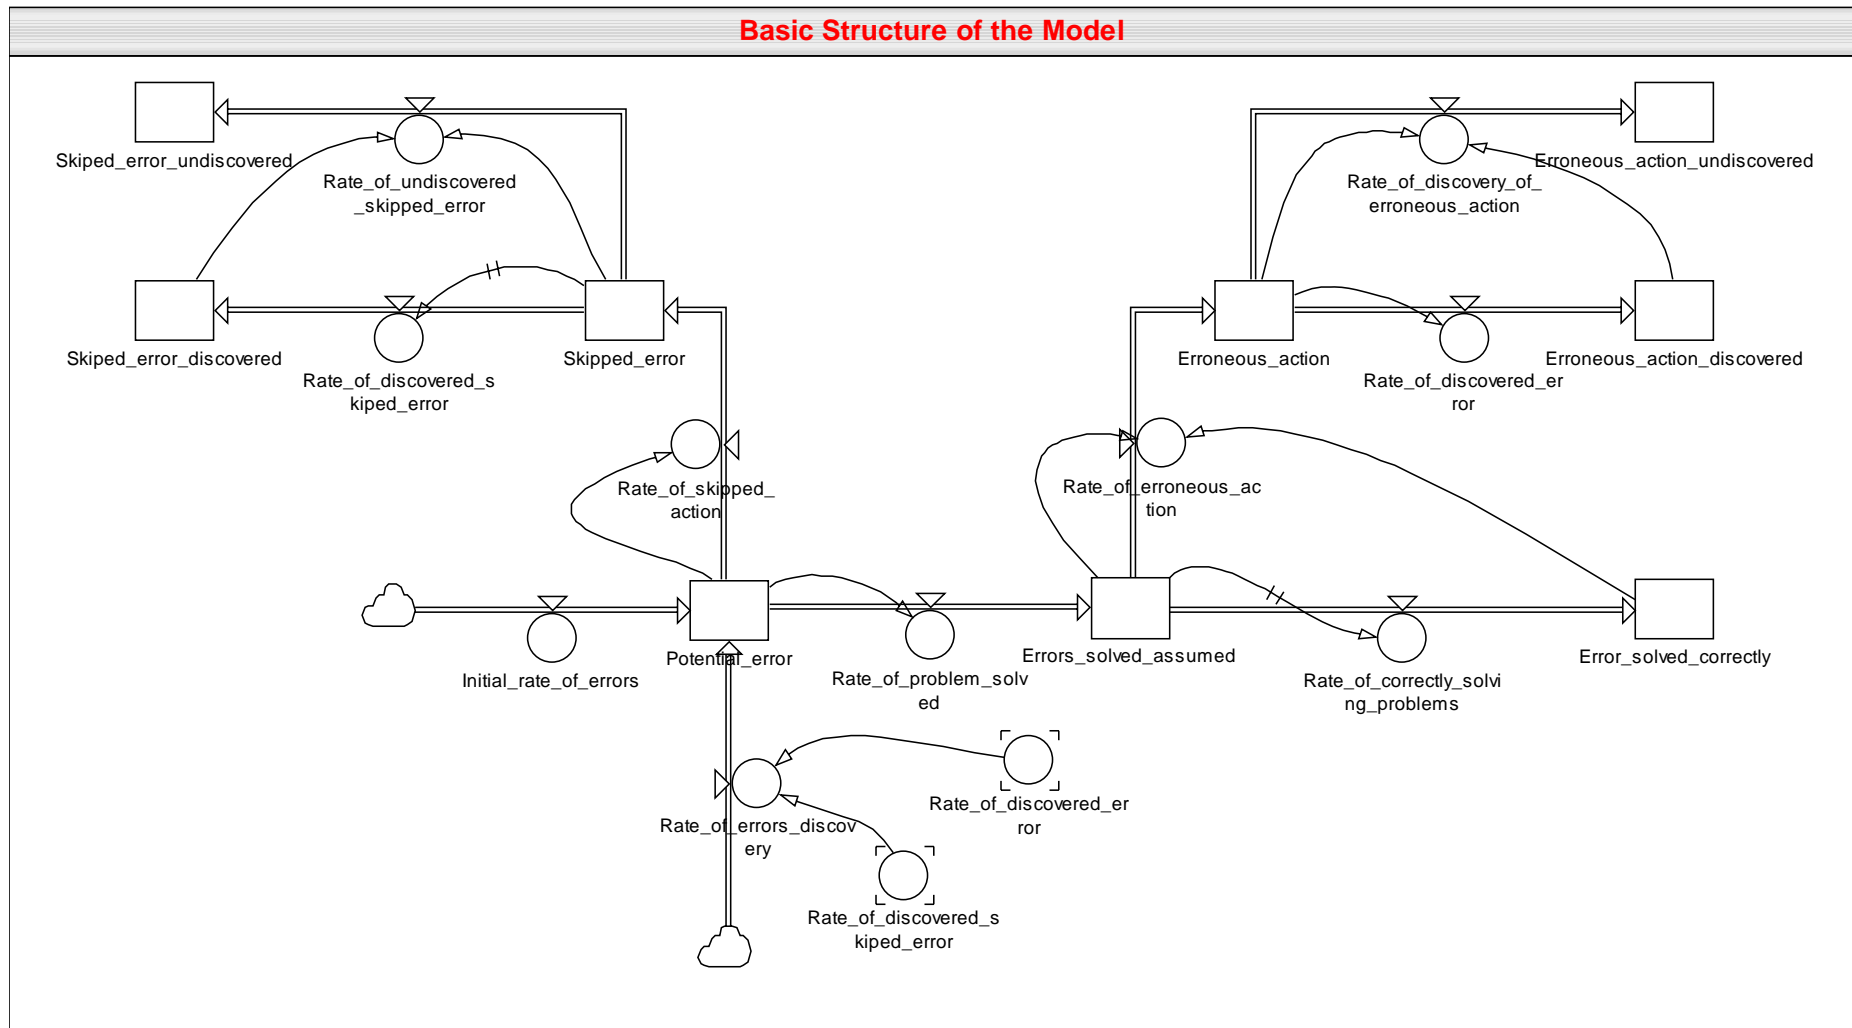 Basic Structure of the Model
Skiped_error_undiscovered
Rate_of_undiscovered
_skipped_error
Erroneous_action_undiscovered
Rate_of_discovery_of_
erroneous_action
Skiped_error_discovered
Rate_of_discovered_s
kiped_error
Skipped_error
Erroneous_action
Rate_of_discovered_er
ror
Erroneous_action_discovered
Rate_of_skipped_
action
Rate_of_erroneous_ac
tion
Initial_rate_of_errors
Potential_error
Rate_of_problem_solv
ed
Errors_solved_assumed
Rate_of_correctly_solvi
ng_problems
Error_solved_correctly
Rate_of_errors_discov
ery
Rate_of_discovered_er
ror
Rate_of_discovered_s
kiped_error